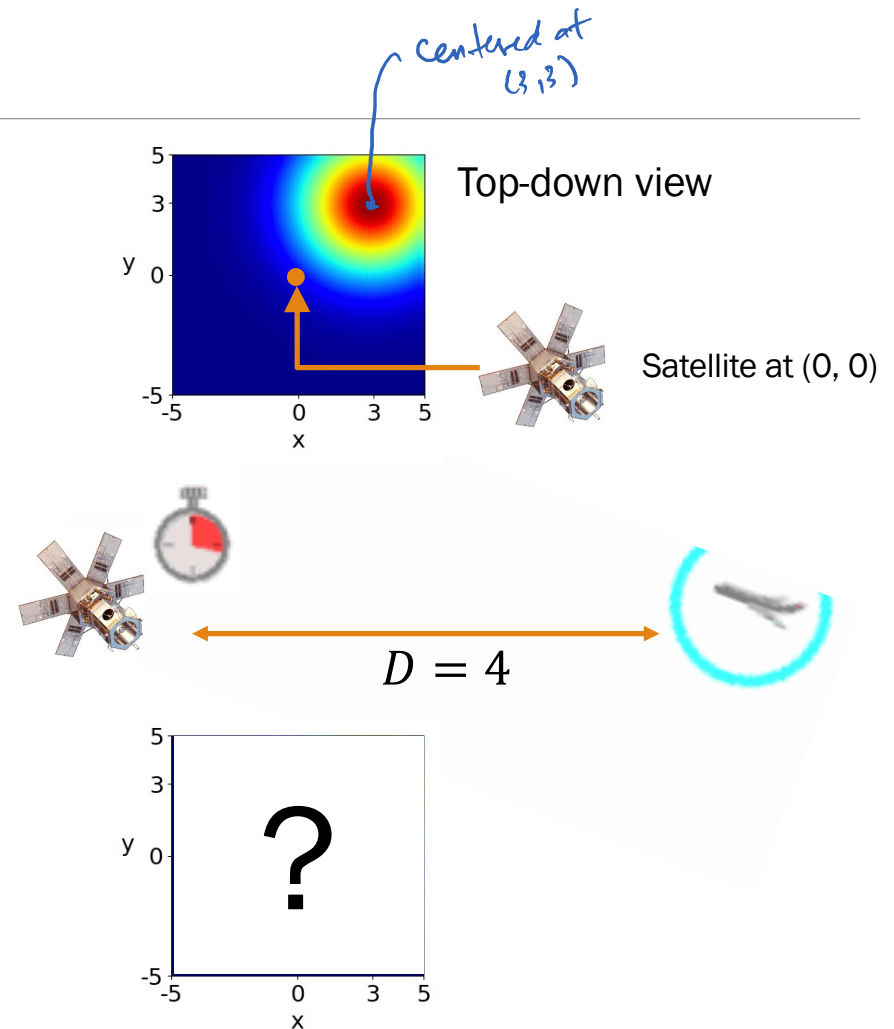 centered at
(3,3)
5
3
y
0
-5
-5 0 3 5
x
Top-down view
Satellite at (0, 0)
D = 4
5
3
y
0
-5
?
-5 0 3 5
x